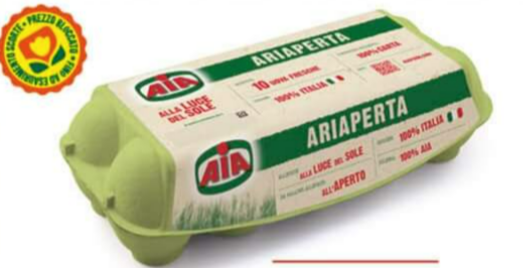 PREZZO BLOCCATO • FINO AD ESAURIMENTO SCORTE •
ARIAPERTA
AIA
10 UOVA FRESCHE
100% ITALIA
100% CARTA
ALLA LUCE
DEL SOLE
ARIAPERTA
AIA
ALLA LUCE DEL SOLE
ALL'APERTO
100% ITALIA
100% AIA